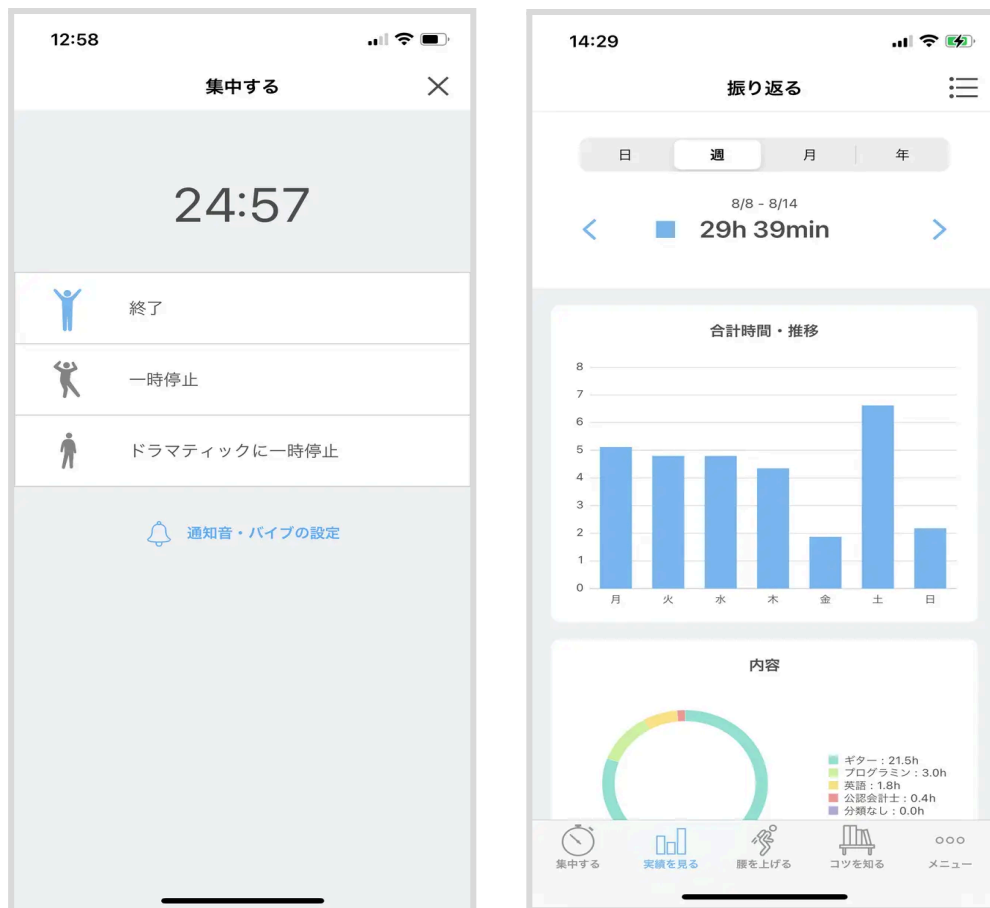 12:58
集中する
24:57
終了
一時停止
ドラマティックに一時停止
通知音・バイブの設定
14:29
振り返る
日 週 月 年
8/8 - 8/14
29h 39min
合計時間・推移
8
7
6
5
4
3
2
1
0
月 火 水 木 金 土 日
内容
ギター：21.5h
プログラミン：3.0h
英語：1.8h
公認会計士：0.4h
分類なし：0.0h
集中する 実績を見る 腰を上げる コツを知る メニュー